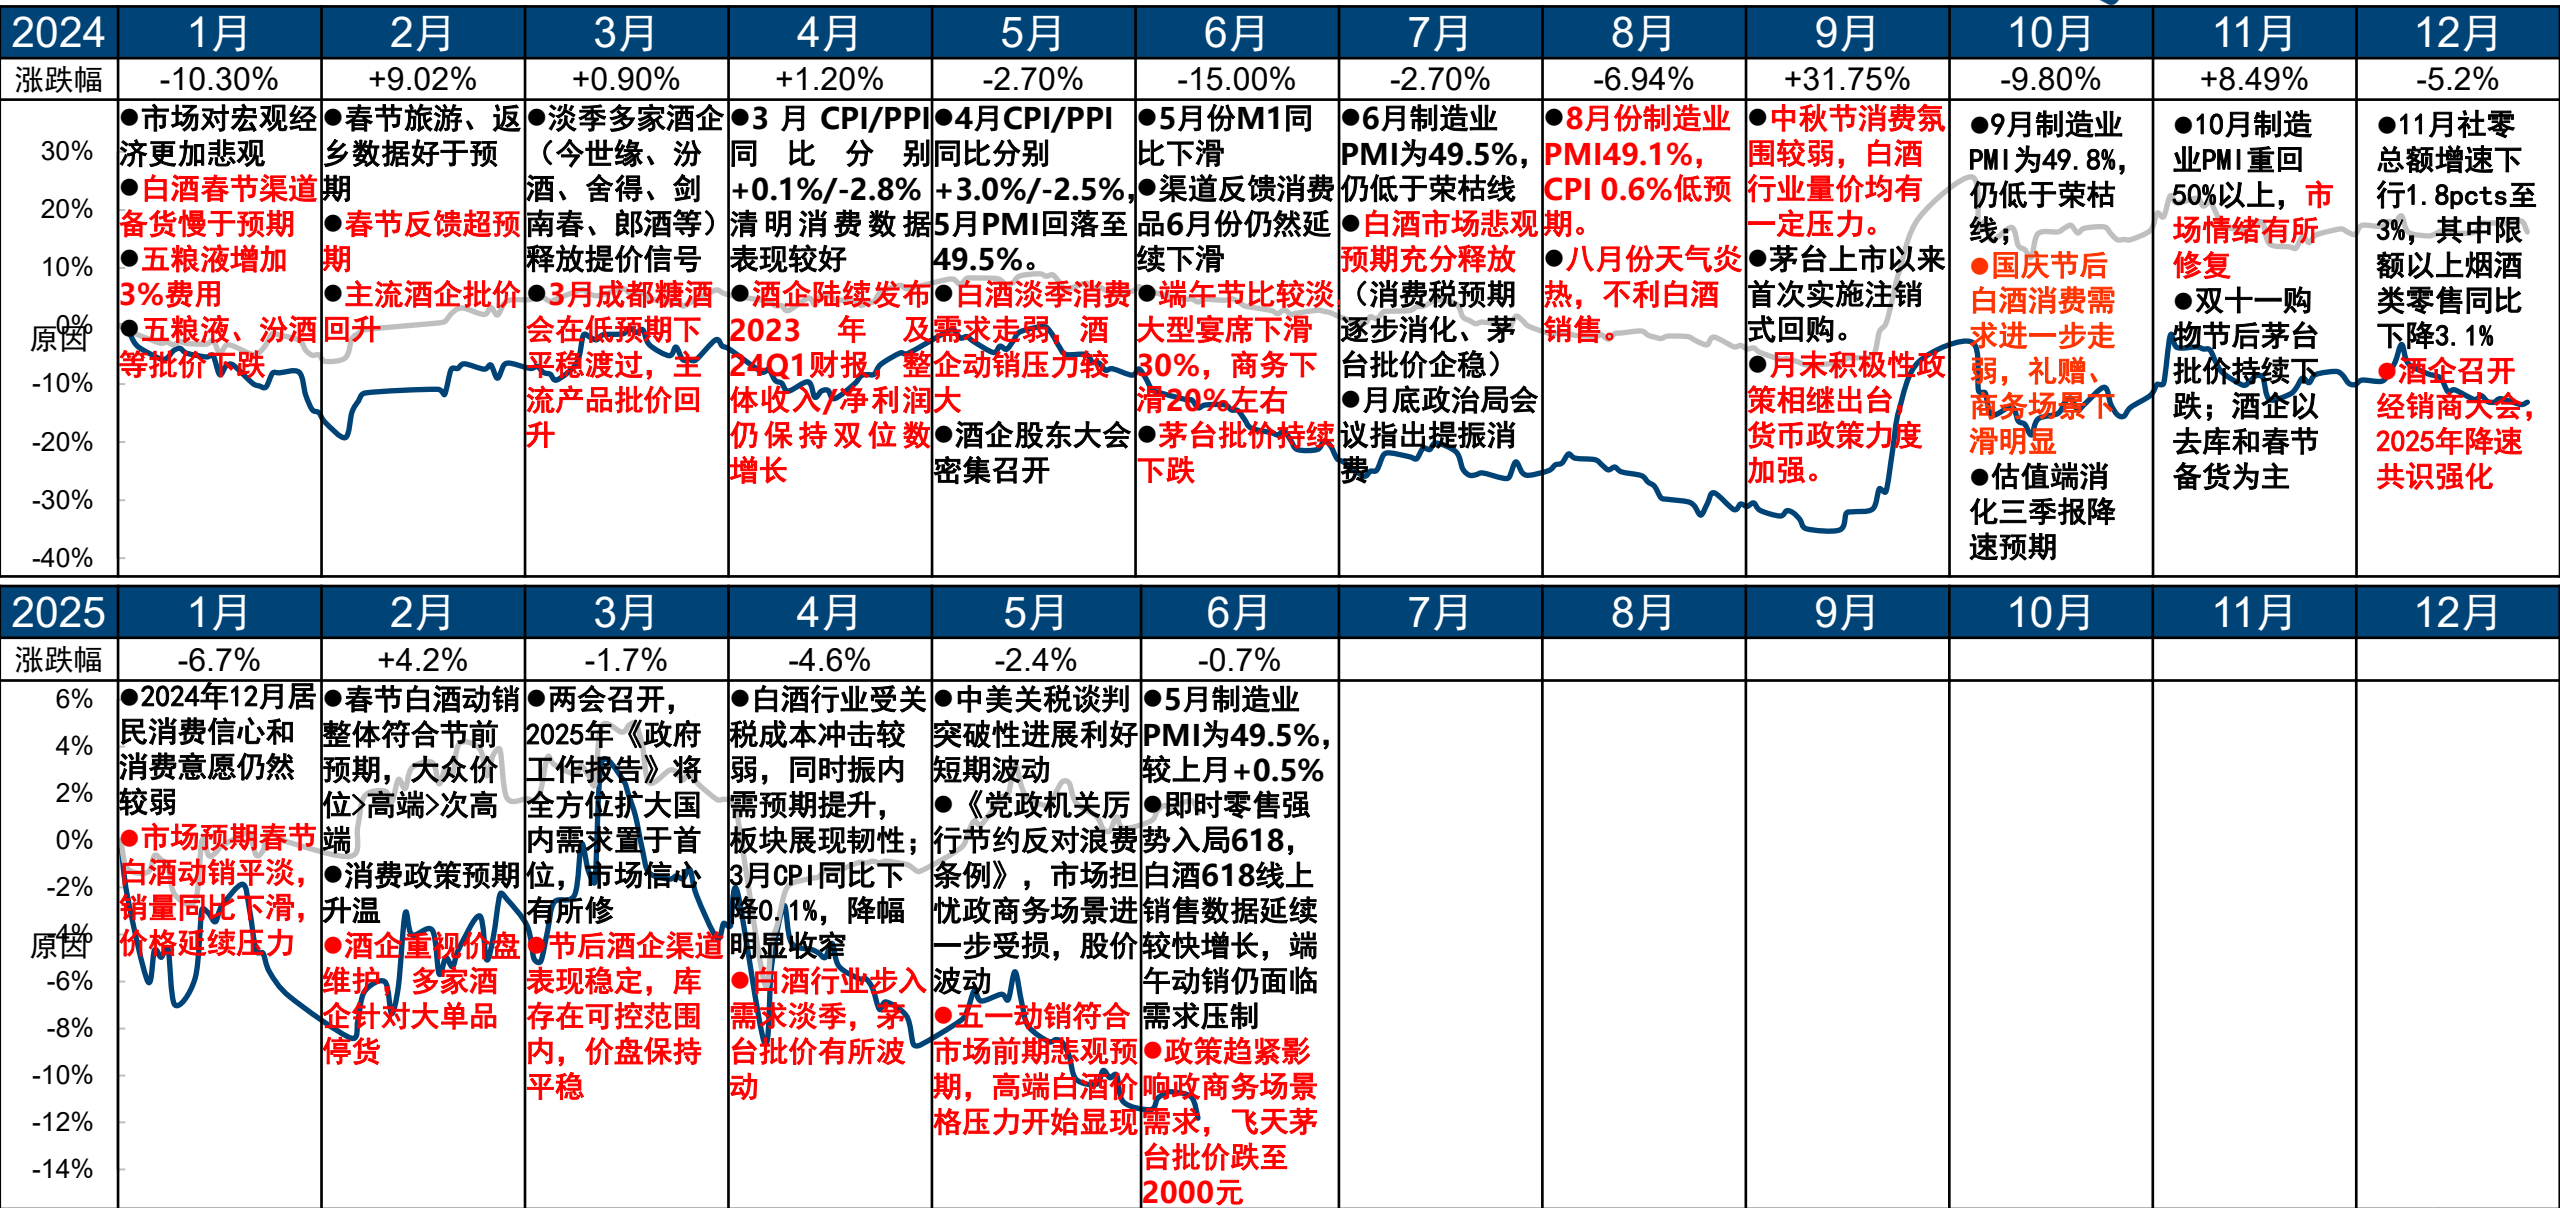 2024 1月 2月 3月 4月 5月 6月 7月 8月 9月 10月 11月 12月
涨跌幅 -10.30% +9.02% +0.90% +1.20% -2.70% -15.00% -2.70% -6.94% +31.75% -9.80% +8.49% -5.2%
30%
20%
10%
0%
原因
-10%
-20%
-30%
-40%
●市场对宏观经
济更加悲观
●白酒春节渠道
备货慢于预期
●五粮液增加
3%费用
●五粮液、汾酒
等批价下跌
●春节旅游、返
乡数据好于预
期
●春节反馈超预
期
●主流酒企批价
回升
●淡季多家酒企
（今世缘、汾
酒、舍得、剑
南春、郎酒等）
释放提价信号
●3月成都糖酒
会在低预期下
平稳渡过，主
流产品批价回
升
●3月CPI/PPI
同比分别
+0.1%/-2.8%
清明消费数据
表现较好
●酒企陆续发布
2023年及
24Q1财报，整
体收入/净利润
仍保持双位数
增长
●4月CPI/PPI
同比分别
+3.0%/-2.5%,
5月PMI回落至
49.5%。
●白酒淡季消费
需求走弱，酒
企动销压力较
大
●酒企股东大会
密集召开
●5月份M1同
比下滑
●渠道反馈消费
品6月份仍然延
续下滑
●端午节比较淡,
大型宴席下滑
30%，商务下
滑20%左右
●茅台批价持续
下跌
●6月制造业
PMI为49.5%,
仍低于荣枯线
●白酒市场悲观
预期充分释放
（消费税预期
逐步消化、茅
台批价企稳）
●月底政治局会
议指出提振消
费
●8月份制造业
PMI49.1%，
CPI 0.6%低预
期。
●八月份天气炎
热，不利白酒
销售。
●中秋节消费氛
围较弱，白酒
行业量价均有
一定压力。
●茅台上市以来
首次实施注销
式回购。
●月末积极性政
策相继出台，
货币政策力度
加强。
●9月制造业
PMI为49.8%,
仍低于荣枯
线；
●国庆节后
白酒消费需
求进一步走
弱，礼赠、
商务场景下
滑明显
●估值端消
化三季报降
速预期
●10月制造
业PMI重回
50%以上，市
场情绪有所
修复
●双十一购
物节后茅台
批价持续下
跌；酒企以
去库和春节
备货为主
●11月社零
总额增速下
行1.8pcts至
3%，其中限
额以上烟酒
类零售同比
下降3.1%
●酒企召开
经销商大会，
2025年降速
共识强化
2025 1月 2月 3月 4月 5月 6月 7月 8月 9月 10月 11月 12月
涨跌幅 -6.7% +4.2% -1.7% -4.6% -2.4% -0.7%
6%
4%
2%
0%
-2%
-4%
原因
-6%
-8%
-10%
-12%
-14%
●2024年12月居
民消费信心和
消费意愿仍然
较弱
●市场预期春节
白酒动销平淡，
销量同比下滑，
价格延续压力
●春节白酒动销
整体符合节前
预期，大众价
位>高端>次高
端
●消费政策预期
升温
●酒企重视价盘
维护，多家酒
企针对大单品
停货
●两会召开，
2025年《政府
工作报告》将
全方位扩大国
内需求置于首
位，市场信心
有所修
●节后酒企渠道
表现稳定，库
存在可控范围
内，价盘保持
平稳
●白酒行业受关
税成本冲击较
弱，同时振内
需预期提升，
板块展现韧性；
3月CPI同比下
降0.1%，降幅
明显收窄
●白酒行业步入
需求淡季，茅
台批价有所波
动
●中美关税谈判
突破性进展利好
短期波动
●《党政机关厉
行节约反对浪费
条例》，市场担
忧政商务场景进
一步受损，股价
波动
●五一动销符合
市场前期悲观预
期，高端白酒价
格压力开始显现
●5月制造业
PMI为49.5%,
较上月+0.5%
●即时零售强
势入局618，
白酒618线上
销售数据延续
较快增长，端
午动销仍面临
需求压制
●政策趋紧影
响政商务场景
需求，飞天茅
台批价跌至
2000元